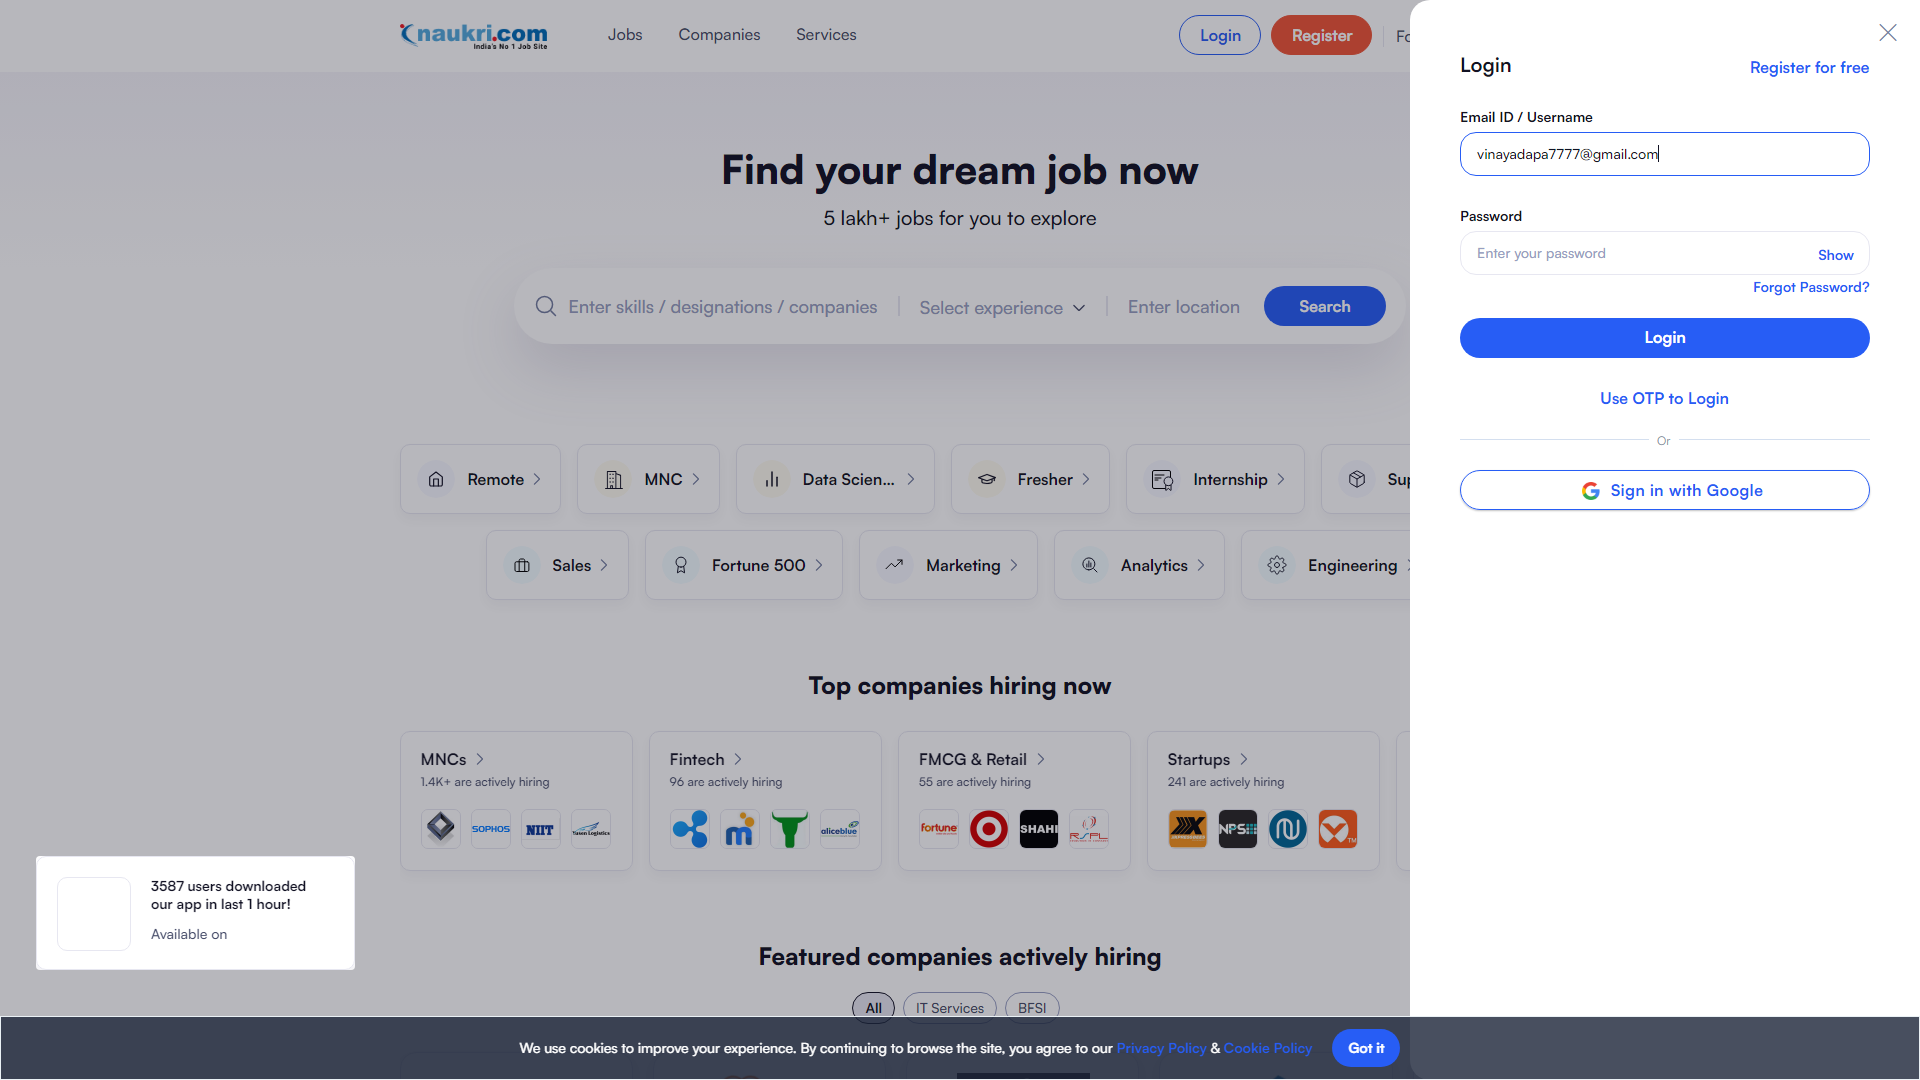 naukri.com
India's No 1 Job Site
Jobs
Companies
Services
Login
Register
Fo
Login
Register for free
Email ID / Username
vinayadapa7777@gmail.com
Password
Enter your password
Show
Forgot Password?
Login
Use OTP to Login
Or
Sign in with Google
Find your dream job now
5 lakh+ jobs for you to explore
Enter skills / designations / companies
Select experience
Enter location
Search
Remote
MNC
Data Scien...
Fresher
Internship
Sup
Sales
Fortune 500
Marketing
Analytics
Engineering
Top companies hiring now
MNCs
1.4K+ are actively hiring
SOPHOS
NIIT
Yusen Logistics
Fintech
96 are actively hiring
aliceblue
FMCG & Retail
55 are actively hiring
fortune
SHAHI
RSPL
Startups
241 are actively hiring
NPS
3587 users downloaded
our app in last 1 hour!
Available on
Featured companies actively hiring
All
IT Services
BFSI
We use cookies to improve your experience. By continuing to browse the site, you agree to our Privacy Policy & Cookie Policy
Got it